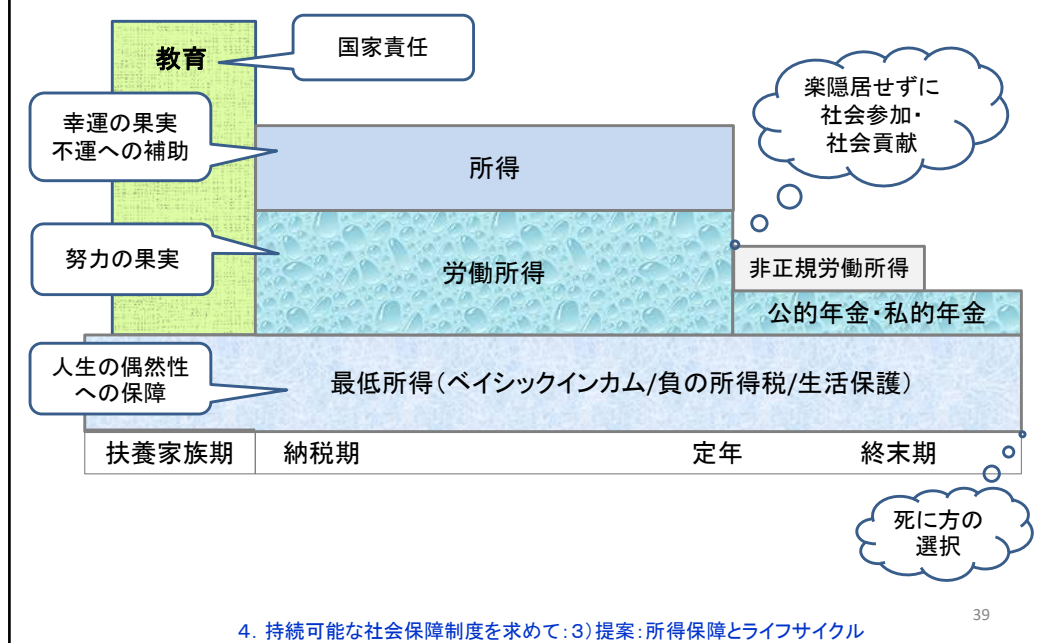 教育
国家責任
幸運の果実
不運への補助
所得
楽隠居せずに
社会参加・
社会貢献
努力の果実
労働所得
非正規労働所得
公的年金・私的年金
人生の偶然性
への保障
最低所得（ベイシックインカム/負の所得税/生活保護）
扶養家族期
納税期
定年
終末期
死に方の
選択
39
４．持続可能な社会保障制度を求めて：３）提案：所得保障とライフサイクル